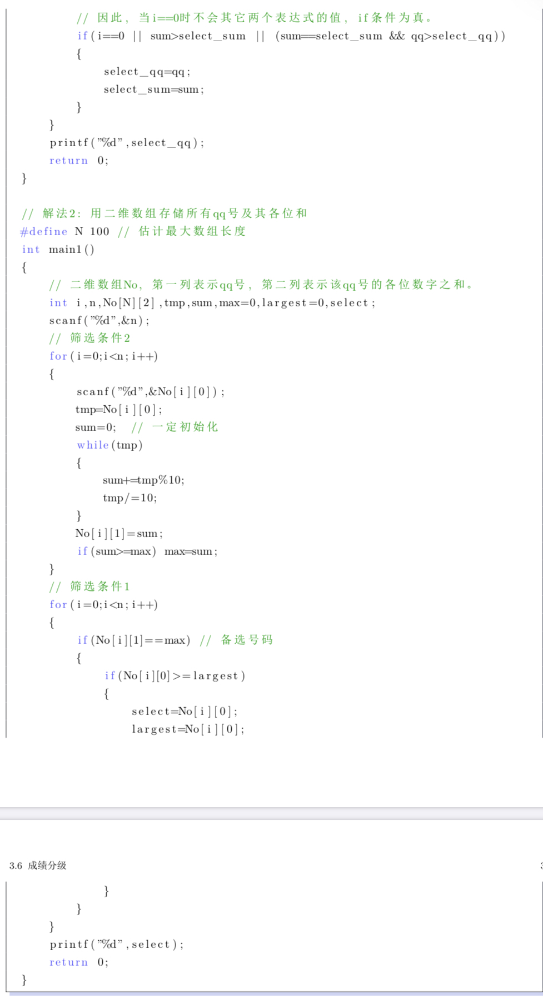 // 因此，当i==0时不会其它两个表达式的值，if条件为真。
if(i==0 || sum>select_sum || (sum==select_sum && qq>select_qq))
{
select_qq=qq;
select_sum=sum;
}
}
printf("%d",select_qq);
return 0;
}
// 解法2：用二维数组存储所有qq号及其各位和
#define N 100 // 估计最大数组长度
int main1()
{
// 二维数组No，第一列表示qq号，第二列表示该qq号的各位数字之和。
int i,n,No[N][2],tmp,sum,max=0,largest=0,select;
scanf("%d",&n);
// 筛选条件2
for(i=0;i<n;i++)
{
scanf("%d",&No[i][0]);
tmp=No[i][0];
sum=0; // 一定初始化
while(tmp)
{
sum+=tmp%10;
tmp/=10;
}
No[i][1]=sum;
if(sum>=max) max=sum;
}
// 筛选条件1
for(i=0;i<n;i++)
{
if(No[i][1]==max) // 备选号码
{
if(No[i][0]>=largest)
{
select=No[i][0];
largest=No[i][0];
3.6 成绩分级
}
}
}
printf("%d",select);
return 0;
}